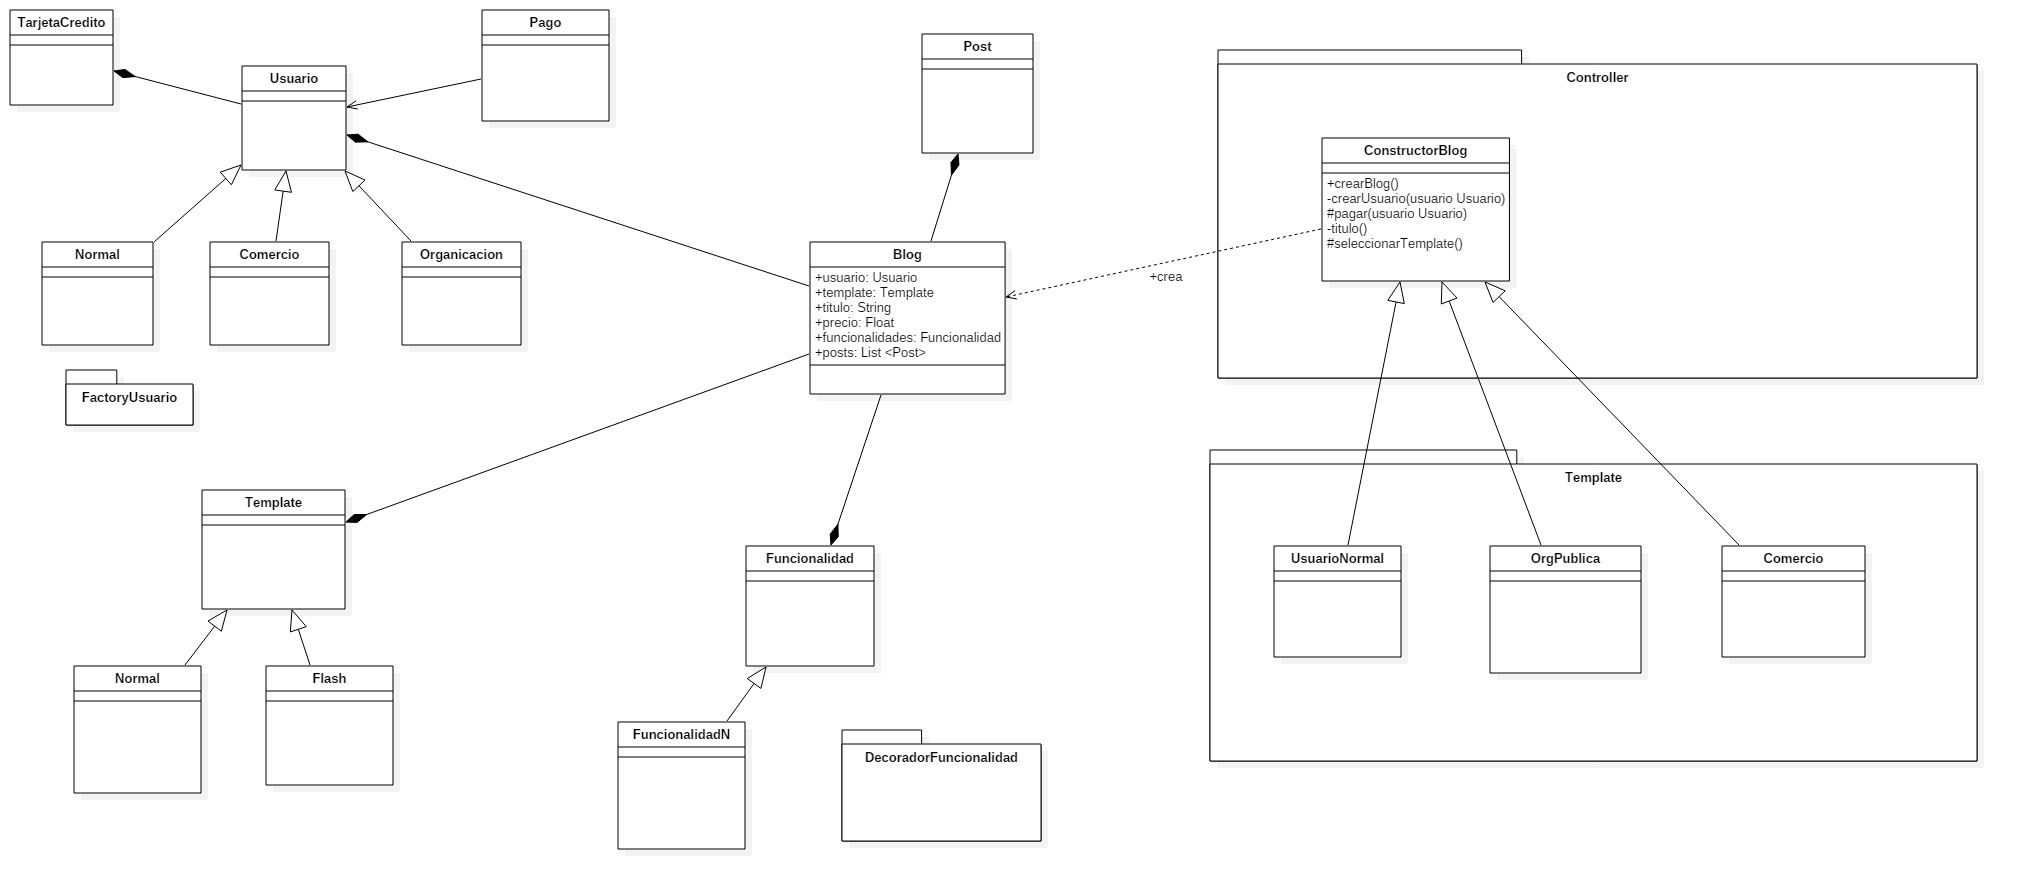 TarjetaCredito
Pago
Usuario
Post
Controller
ConstructorBlog
+crearBlog()
-crearUsuario(usuario Usuario)
#pagar(usuario Usuario)
-titulo()
#seleccionarTemplate()
Normal
Comercio
Organicacion
Blog
+usuario: Usuario
+template: Template
+titulo: String
+precio: Float
+funcionalidades: Funcionalidad
+posts: List <Post>
+crea
FactoryUsuario
Template
Template
Funcionalidad
UsuarioNormal
OrgPublica
Comercio
Normal
Flash
FuncionalidadN
DecoradorFuncionalidad